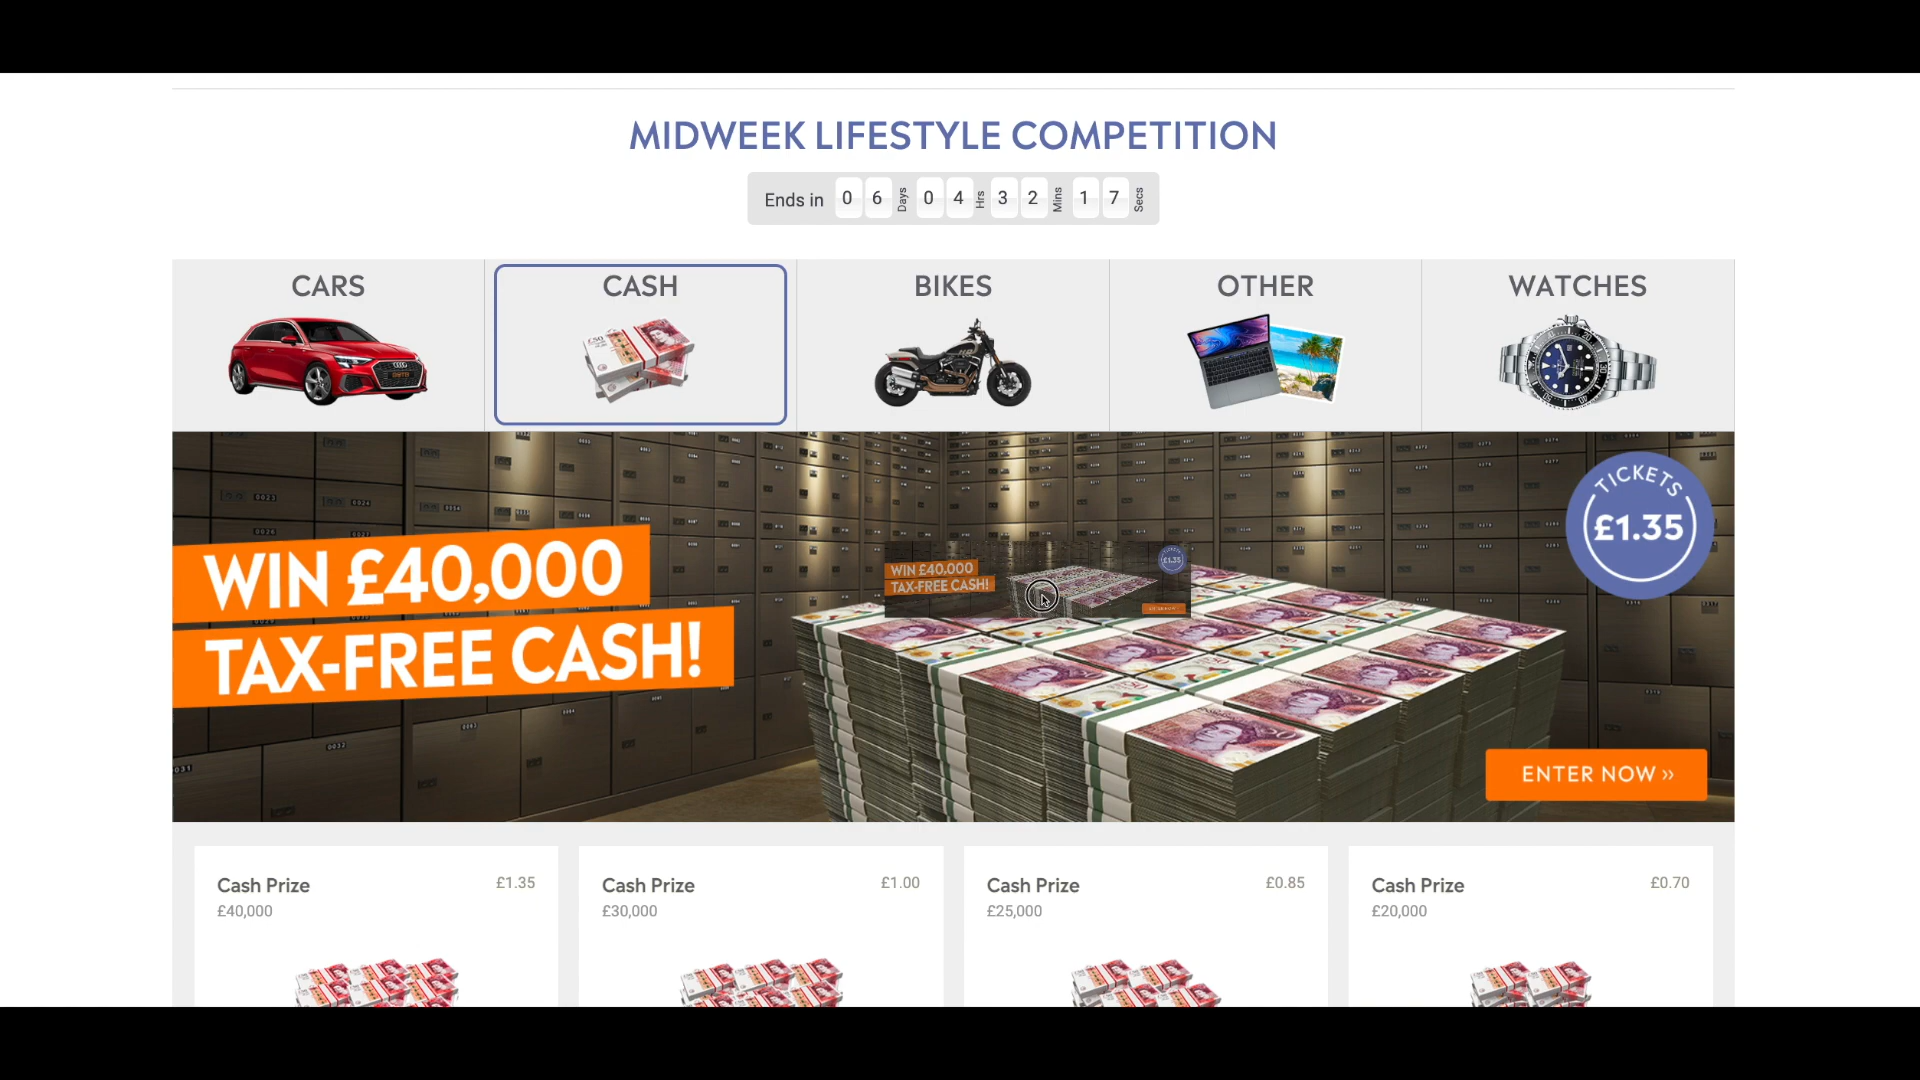 MIDWEEK LIFESTYLE COMPETITION
Ends in 0 6 Days 0 4 Hrs 3 2 Mins 1 7 Secs
CARS
CASH
BIKES
OTHER
WATCHES
TICKETS
£1.35
WIN £40,000
TAX-FREE CASH!
WIN £40,000
TAX-FREE CASH!
£1.35
ENTER NOW »
Cash Prize £1.35
£40,000
Cash Prize £1.00
£30,000
Cash Prize £0.85
£25,000
Cash Prize £0.70
£20,000